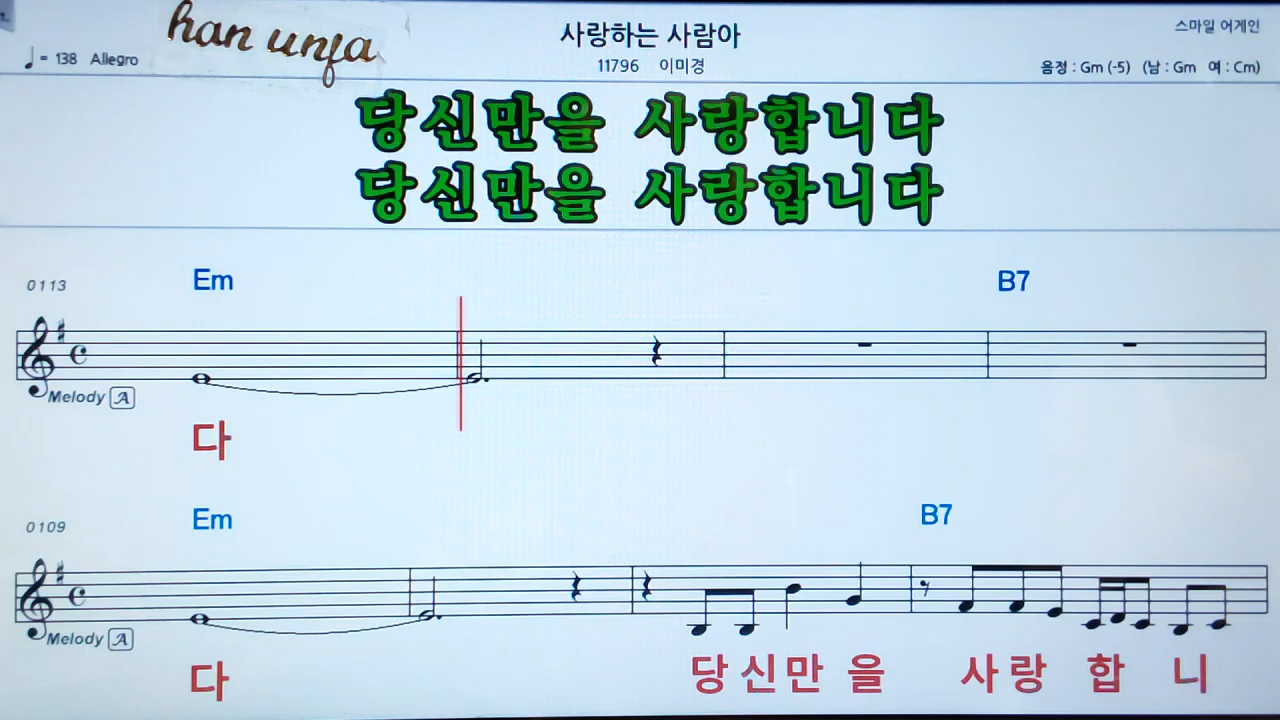 han unfa
사랑하는 사람아
스마일 어게인
♩ = 138 Allegro
11796 이미경
음정 : Gm (-5) (남 : Gm 여 : Cm)
당신만을 사랑합니다
당신만을 사랑합니다
0113 Em B7
Melody A
다
0109 Em B7
Melody A
다 당 신 만 을 사 랑 합 니